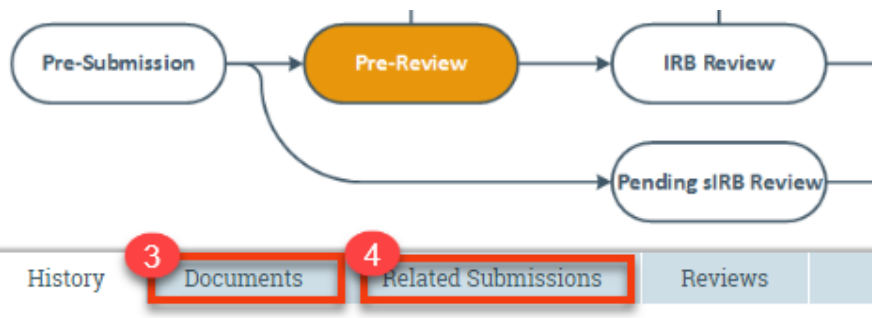 Pre-Submission
Pre-Review
IRB Review
Pending sIRB Review
3
4
History
Documents
Related Submissions
Reviews